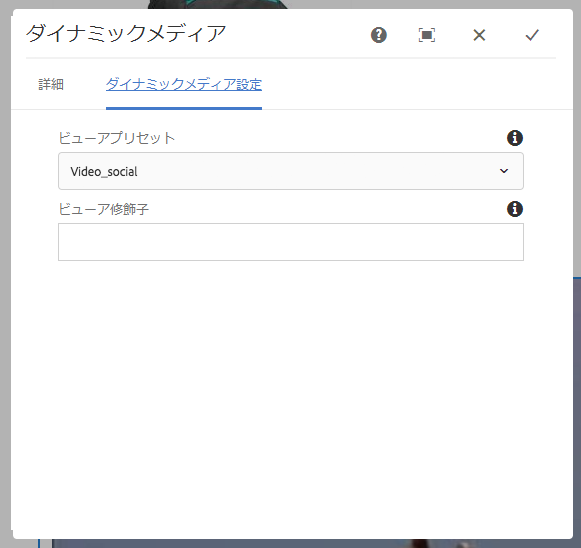 ダイナミックメディア
詳細 ダイナミックメディア設定
ビューアプリセット
Video_social
ビューア修飾子